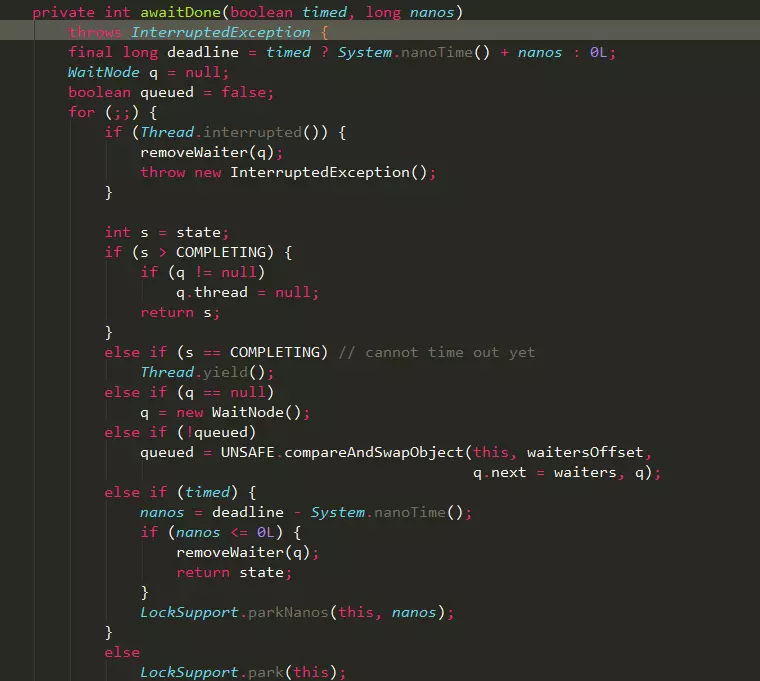 private int awaitDone(boolean timed, long nanos)
    throws InterruptedException {
    final long deadline = timed ? System.nanoTime() + nanos : 0L;
    WaitNode q = null;
    boolean queued = false;
    for (;;) {
        if (Thread.interrupted()) {
            removeWaiter(q);
            throw new InterruptedException();
        }

        int s = state;
        if (s > COMPLETING) {
            if (q != null)
                q.thread = null;
            return s;
        }
        else if (s == COMPLETING) // cannot time out yet
            Thread.yield();
        else if (q == null)
            q = new WaitNode();
        else if (!queued)
            queued = UNSAFE.compareAndSwapObject(this, waitersOffset,
                                                 q.next = waiters, q);
        else if (timed) {
            nanos = deadline - System.nanoTime();
            if (nanos <= 0L) {
                removeWaiter(q);
                return state;
            }
            LockSupport.parkNanos(this, nanos);
        }
        else
            LockSupport.park(this);